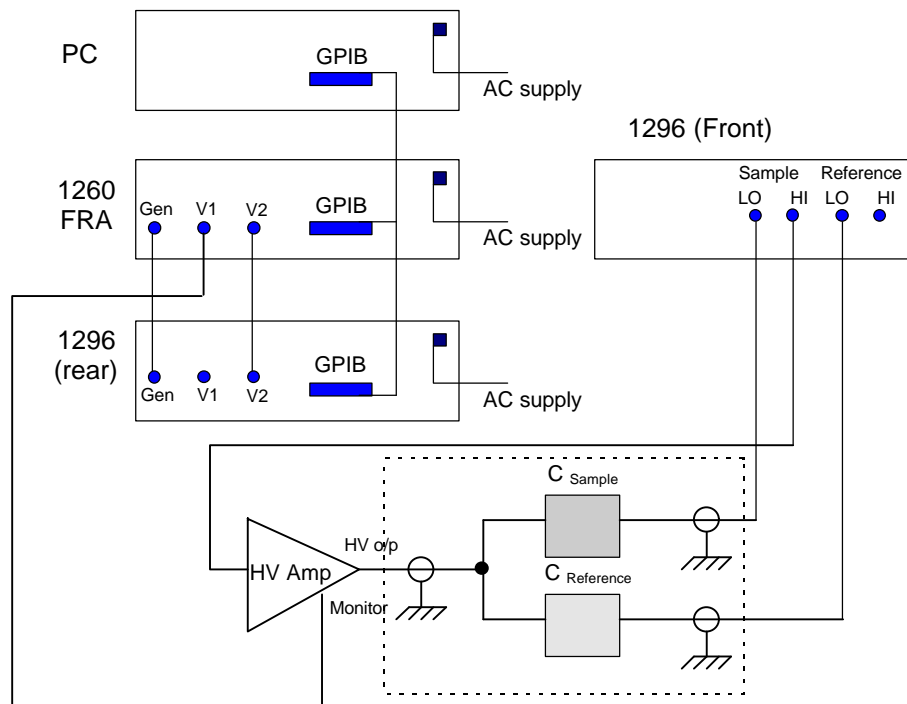 PC
GPIB
AC supply
1296 (Front)
Sample Reference
LO HI LO HI
1260
FRA
Gen V1 V2
GPIB
AC supply
1296
(rear)
Gen V1 V2
GPIB
AC supply
C Sample
HV o/p
HV Amp
C Reference
Monitor